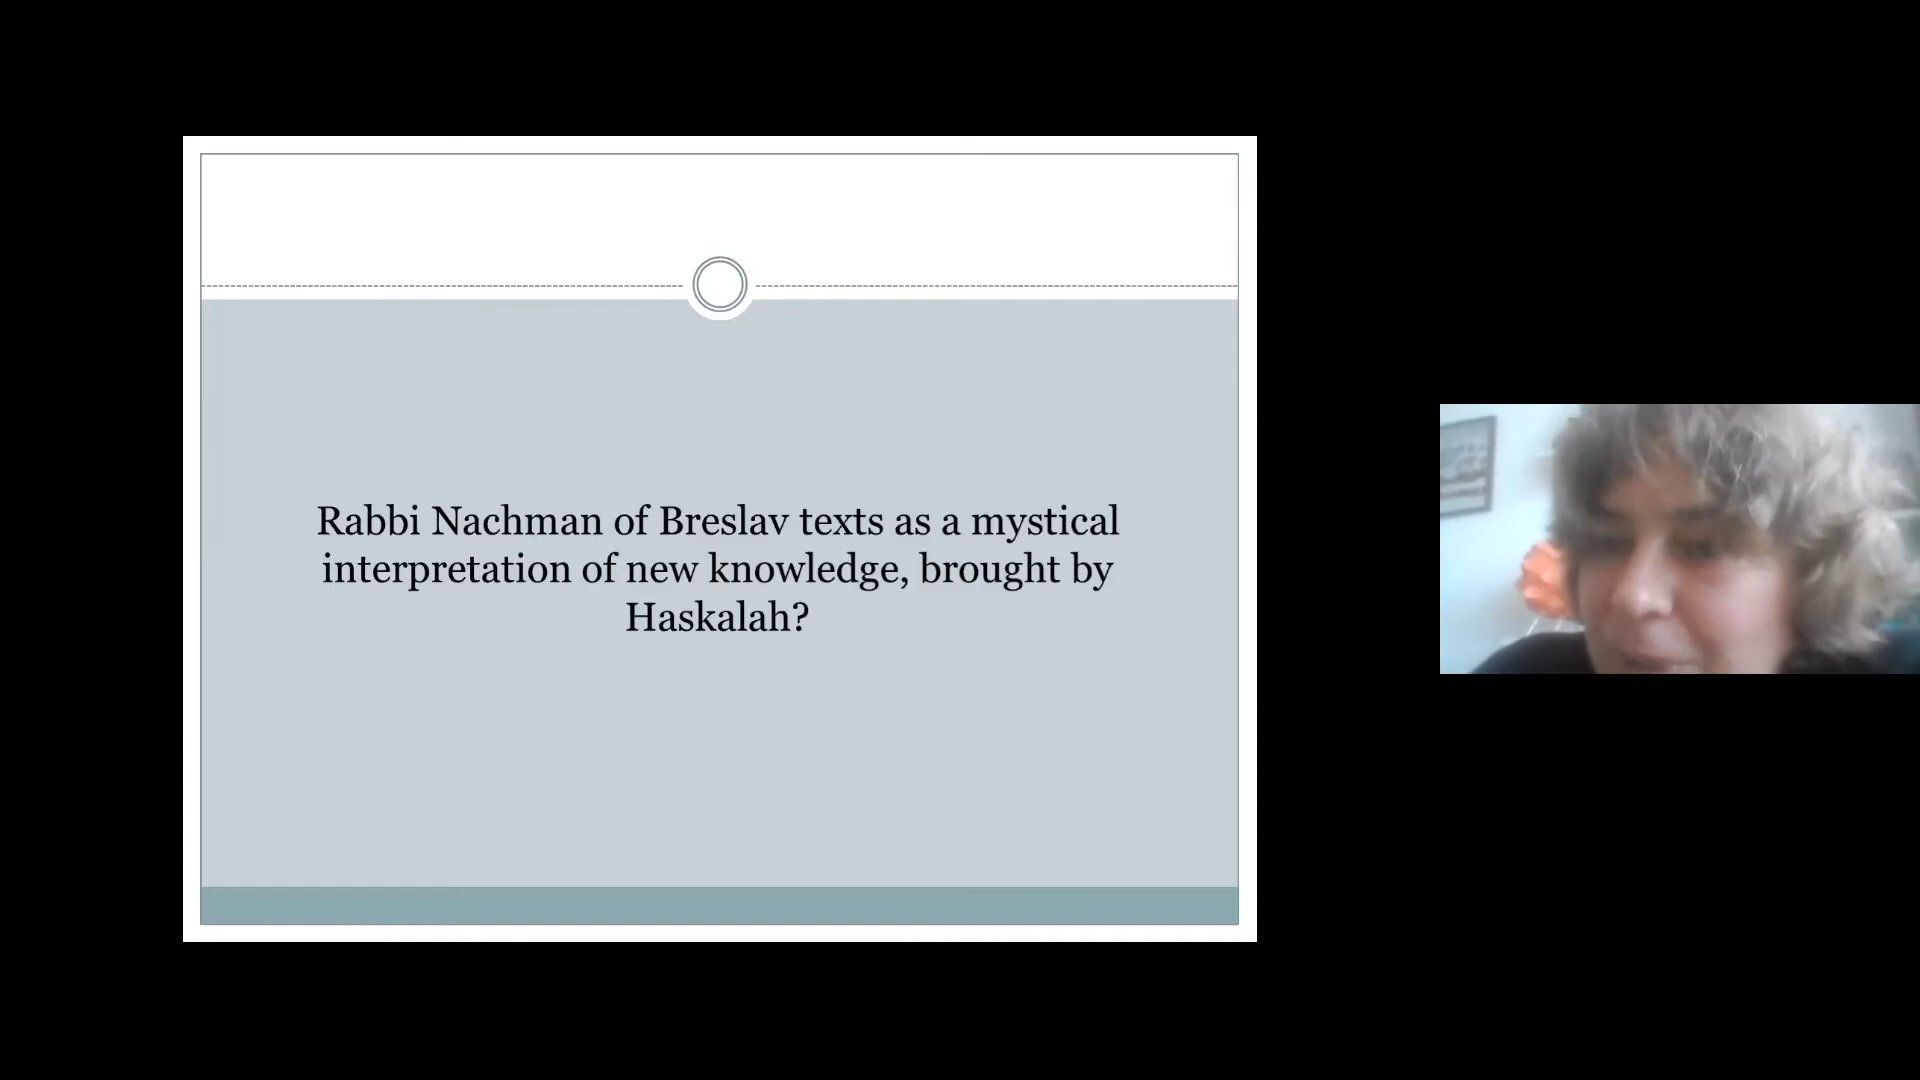 Rabbi Nachman of Breslav texts as a mystical
interpretation of new knowledge, brought by
Haskalah?